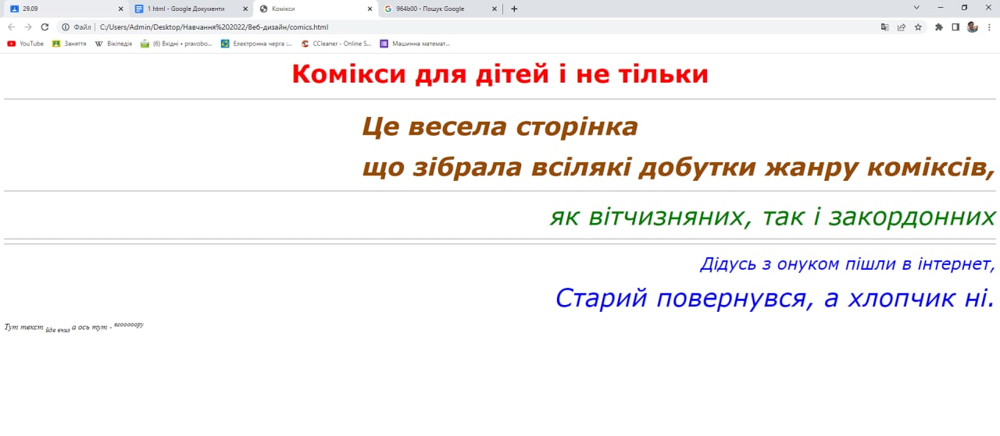 29.09
1 html - Google Документи
Комікси
964b00 - Пошук Google
Файл | C:/Users/Admin/Desktop/Навчання%202022/Веб-дизайн/comics.html
YouTube
Заняття
Вікіпедія
(6) Вхідні • pravobo...
Електронна черга :...
CCleaner - Online S...
Машинна математ...
Комікси для дітей і не тільки
Це весела сторінка
що зібрала всілякі добутки жанру коміксів,
як вітчизняних, так і закордонних
Дідусь з онуком пішли в інтернет,
Старий повернувся, а хлопчик ні.
Тут текст йде вниз а ось тут - вгооооору